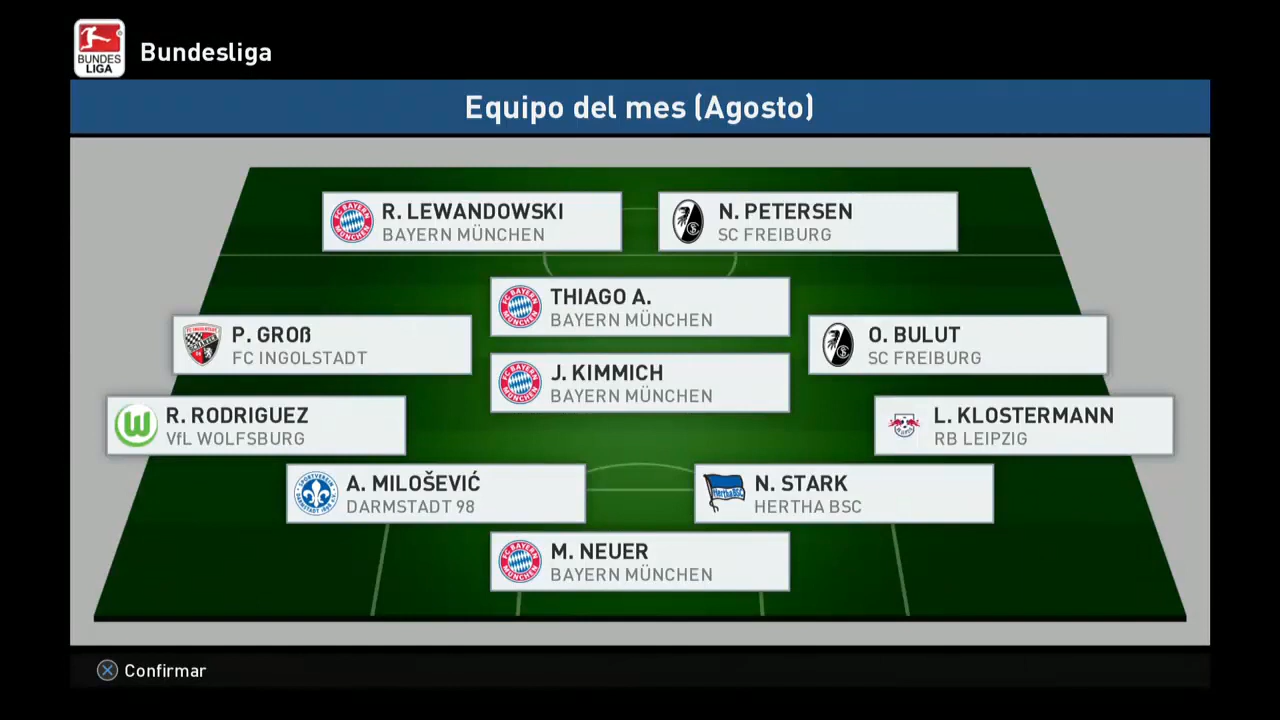 BUNDES
LIGA
Bundesliga
Equipo del mes (Agosto)
R. LEWANDOWSKI
BAYERN MÜNCHEN
N. PETERSEN
SC FREIBURG
THIAGO A.
BAYERN MÜNCHEN
P. GROß
FC INGOLSTADT
O. BULUT
SC FREIBURG
J. KIMMICH
BAYERN MÜNCHEN
R. RODRIGUEZ
VfL WOLFSBURG
L. KLOSTERMANN
RB LEIPZIG
A. MILOŠEVIĆ
DARMSTADT 98
N. STARK
HERTHA BSC
M. NEUER
BAYERN MÜNCHEN
Confirmar